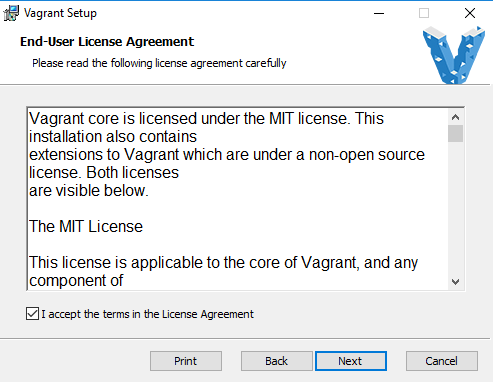 Vagrant Setup
End-User License Agreement
Please read the following license agreement carefully
Vagrant core is licensed under the MIT license. This
installation also contains
extensions to Vagrant which are under a non-open source
license. Both licenses
are visible below.
The MIT License
This license is applicable to the core of Vagrant, and any
component of
I accept the terms in the License Agreement
Print
Back
Next
Cancel